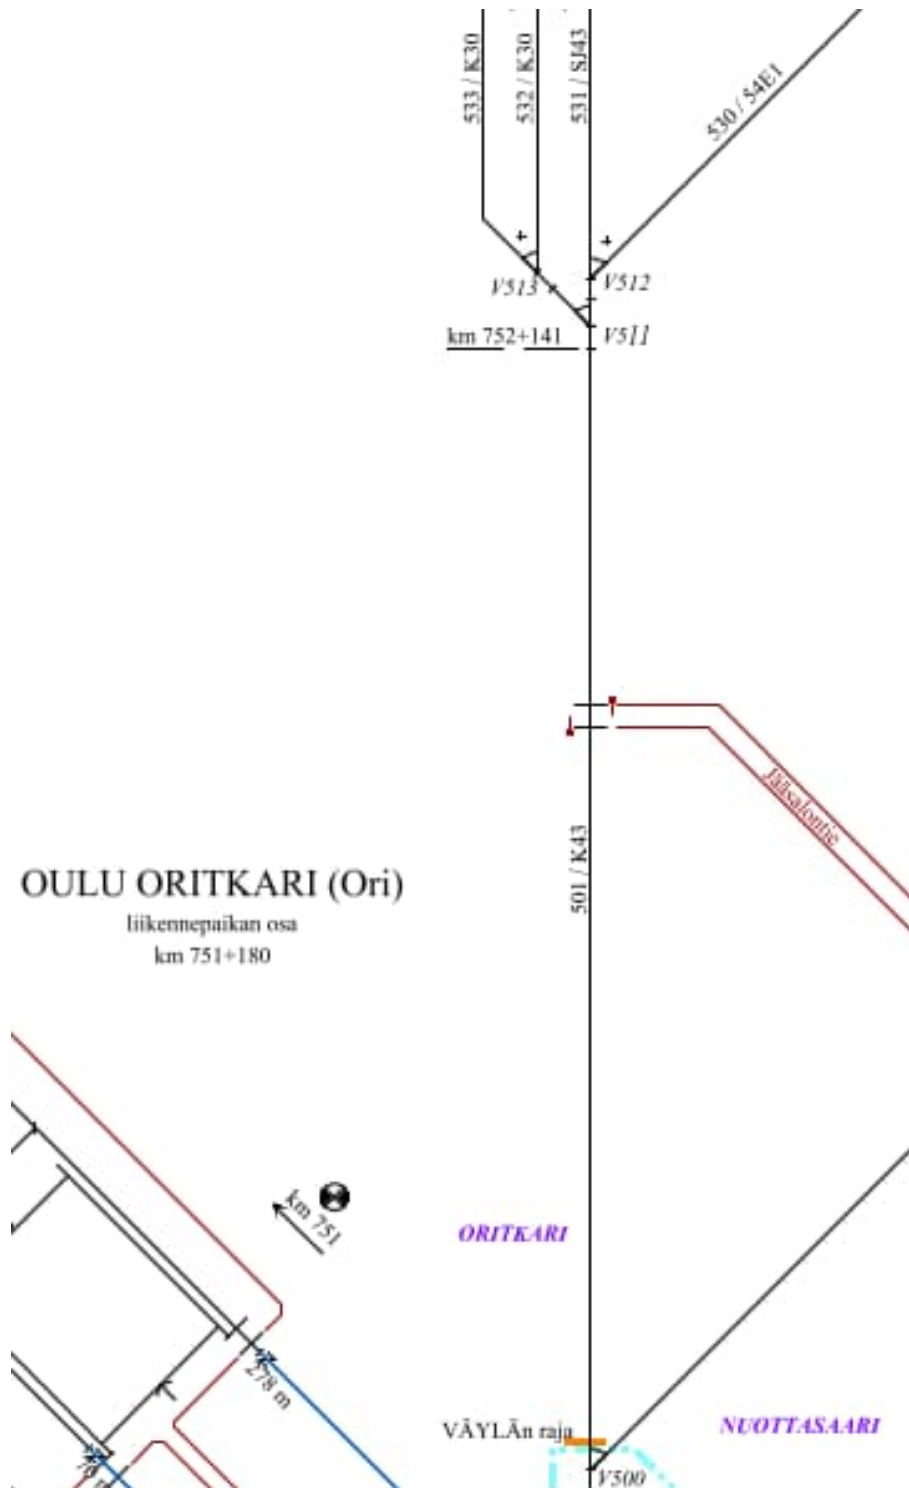 533 / K30
532 / K30
531 / SJ43
530 / 54E1
V513
V512
km 752+141
V511
Jääsalontie
501 / K43
OULU ORITKARI (Ori)
liikennepaikan osa
km 751+180
km 751
ORITKARI
278 m
VÄYLÄn raja
NUOTTASAARI
V500